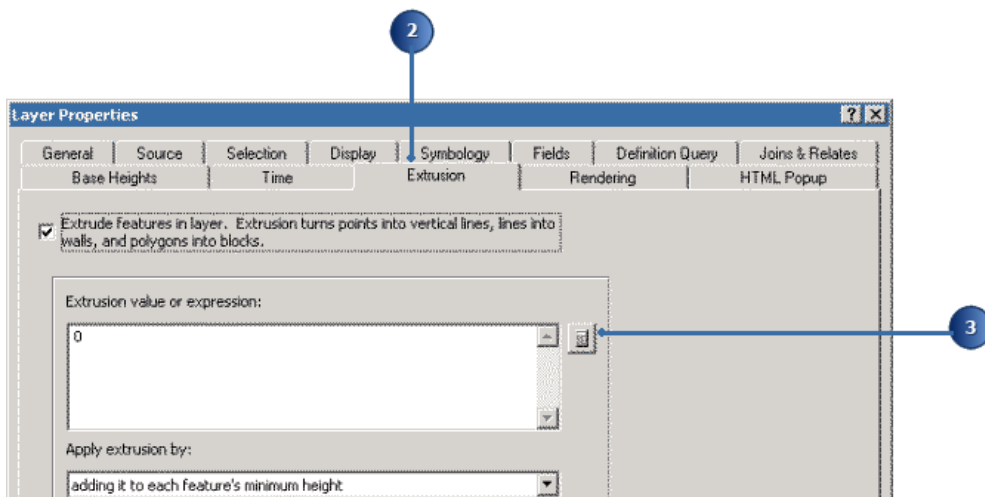 2
Layer Properties
General Source Selection Display Symbology Fields Definition Query Joins & Relates
Base Heights Time Extrusion Rendering HTML Popup
Extrude features in layer. Extrusion turns points into vertical lines, lines into
walls, and polygons into blocks.
Extrusion value or expression:
0
3
Apply extrusion by:
adding it to each feature's minimum height